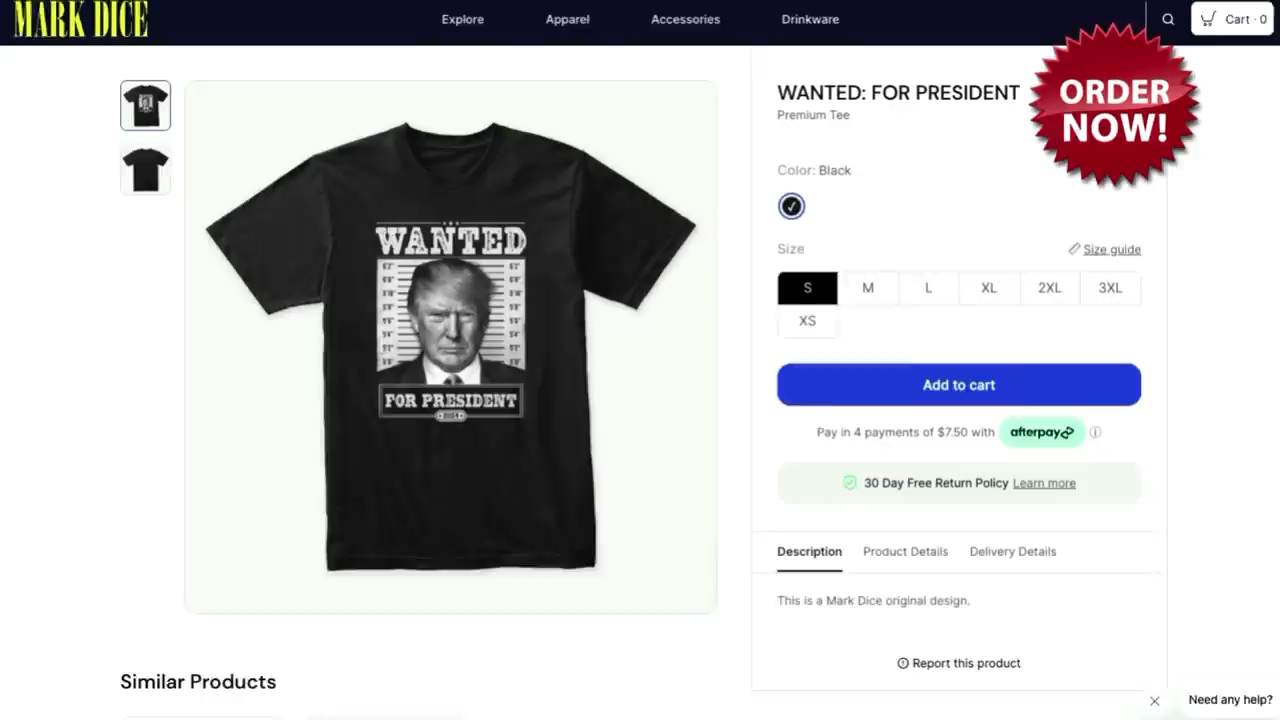 MARK DICE
Explore
Apparel
Accessories
Drinkware
Cart · 0
WANTED: FOR PRESIDENT
Premium Tee
ORDER
NOW!
Color: Black
Size
Size guide
S
M
L
XL
2XL
3XL
XS
Add to cart
Pay in 4 payments of $7.50 with afterpay
30 Day Free Return Policy Learn more
Description
Product Details
Delivery Details
This is a Mark Dice original design.
Report this product
WANTED
FOR PRESIDENT
Similar Products
Need any help?